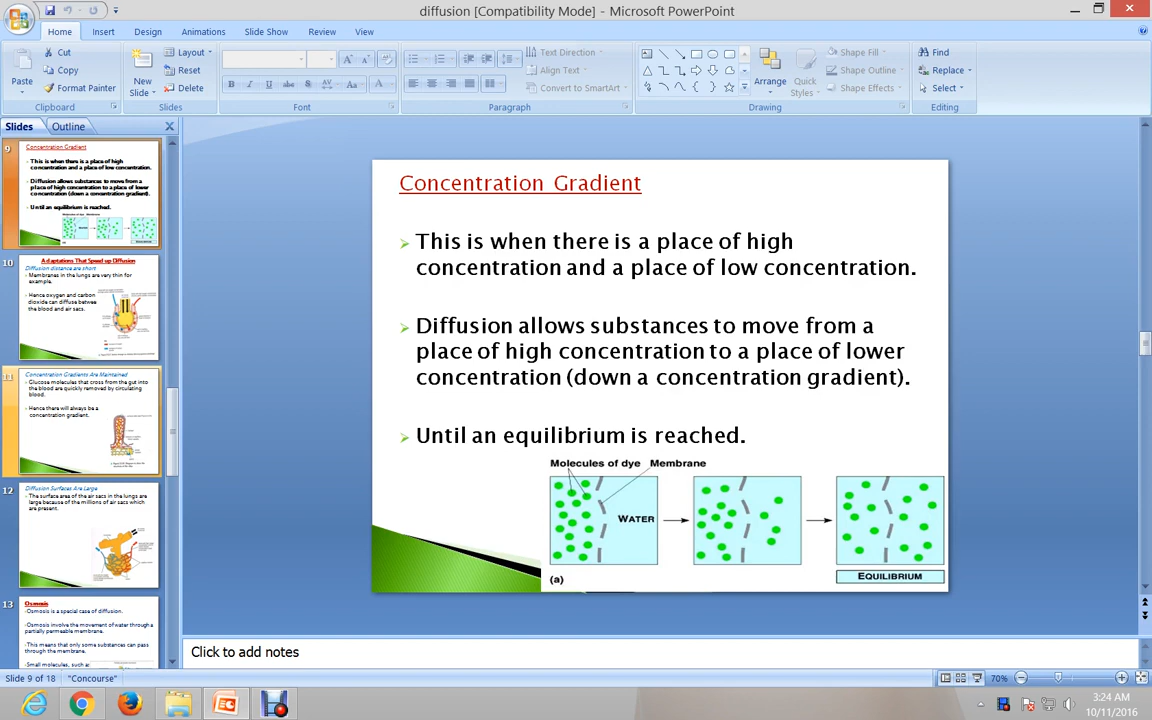 diffusion [Compatibility Mode] - Microsoft PowerPoint
Home Insert Design Animations Slide Show Review View
Cut Layout Text Direction Shape Fill Find
Paste Copy New Slide Reset Align Text Arrange Quick Styles Shape Outline Replace
Format Painter Delete Convert to SmartArt Shape Effects Select
Clipboard Slides Font Paragraph Drawing Editing
Slides Outline
9
Concentration Gradient
This is when there is a place of high
concentration and a place of low concentration.
Diffusion allows substances to move from a
place of high concentration to a place of lower
concentration (down a concentration gradient).
Until an equilibrium is reached.
10
Adaptations That Speed up Diffusion
Diffusion distance are short
Membranes in the lungs are very thin for
example.
Hence oxygen and carbon
dioxide can diffuse between
the blood and air sacs.
11
Concentration Gradients Are Maintained
Glucose molecules that cross from the gut into
the blood are quickly removed by circulating
blood.
Hence there will always be a
concentration gradient.
12
Diffusion Surfaces Are Large
The surface area of the air sacs in the lungs are
large because of the millions of air sacs which
are present.
13
Osmosis
Osmosis is a special case of diffusion.
Osmosis involve the movement of water through a
partially permeable membrane.
This means that only some substances can pass
through the membrane.
Small molecules, such as
Concentration Gradient
This is when there is a place of high
concentration and a place of low concentration.
Diffusion allows substances to move from a
place of high concentration to a place of lower
concentration (down a concentration gradient).
Until an equilibrium is reached.
Molecules of dye Membrane
WATER
(a)
EQUILIBRIUM
Click to add notes
Slide 9 of 18 "Concourse" 70%
3:24 AM
10/11/2016